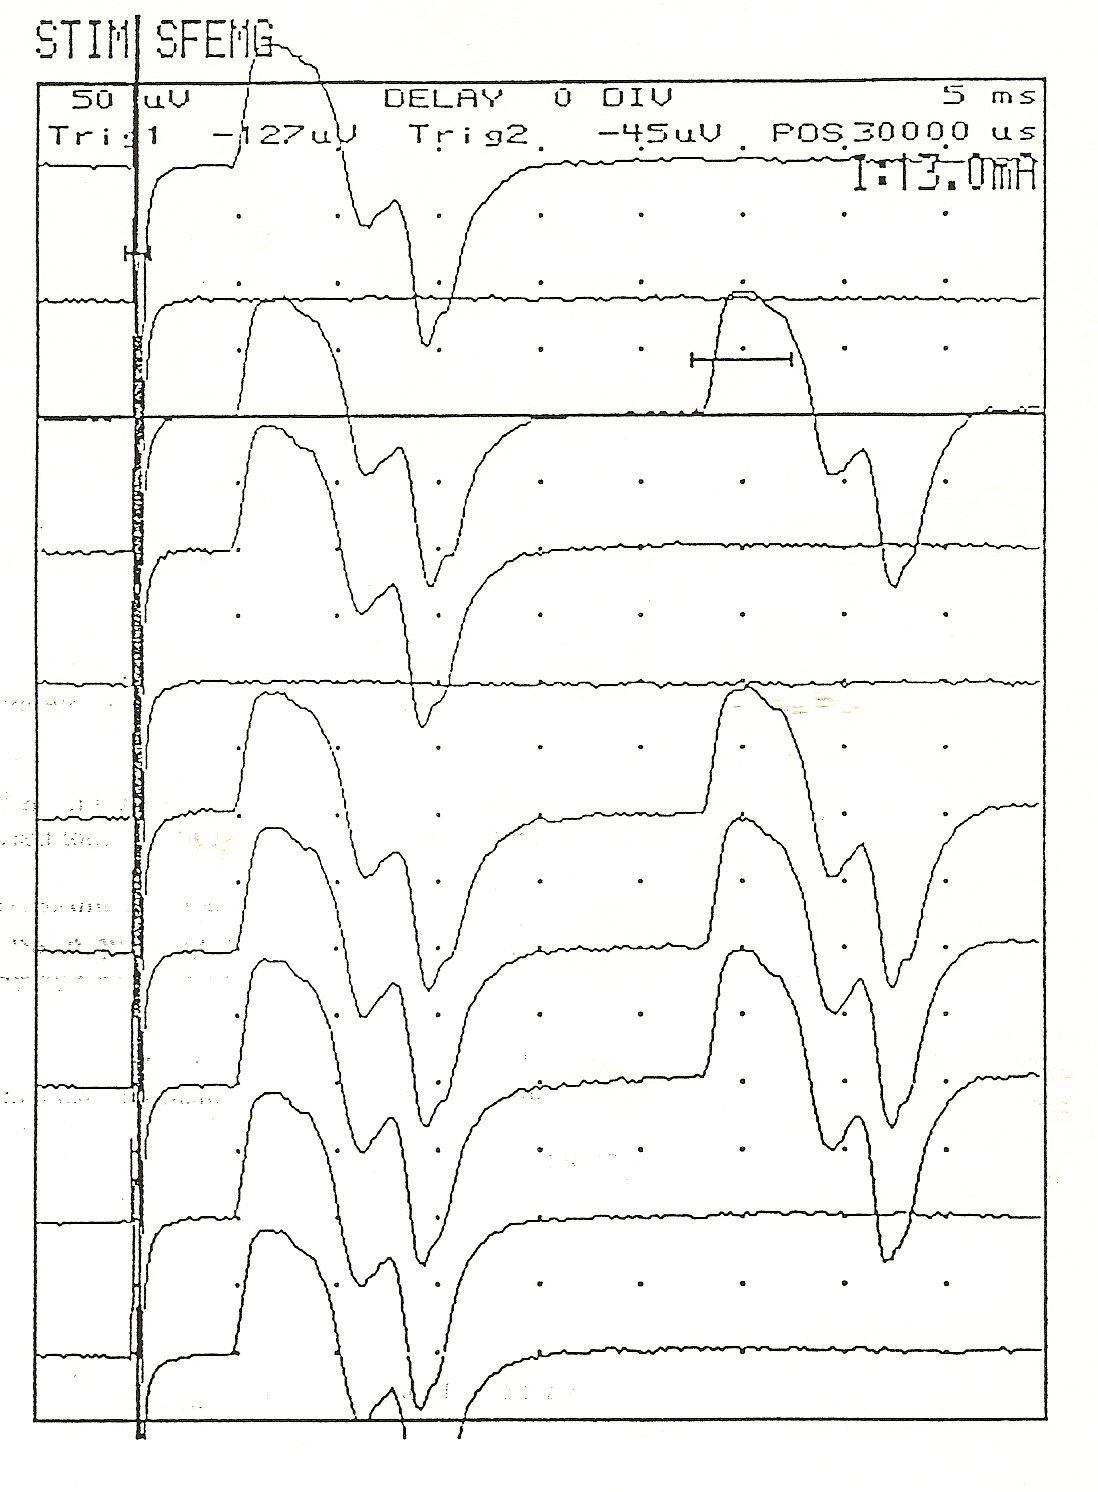 STIM SFEMG
50 uV DELAY 0 DIV 5 ms
Trig1 -127uV Trig2 -45uV POS30000 us
I:13.0mA